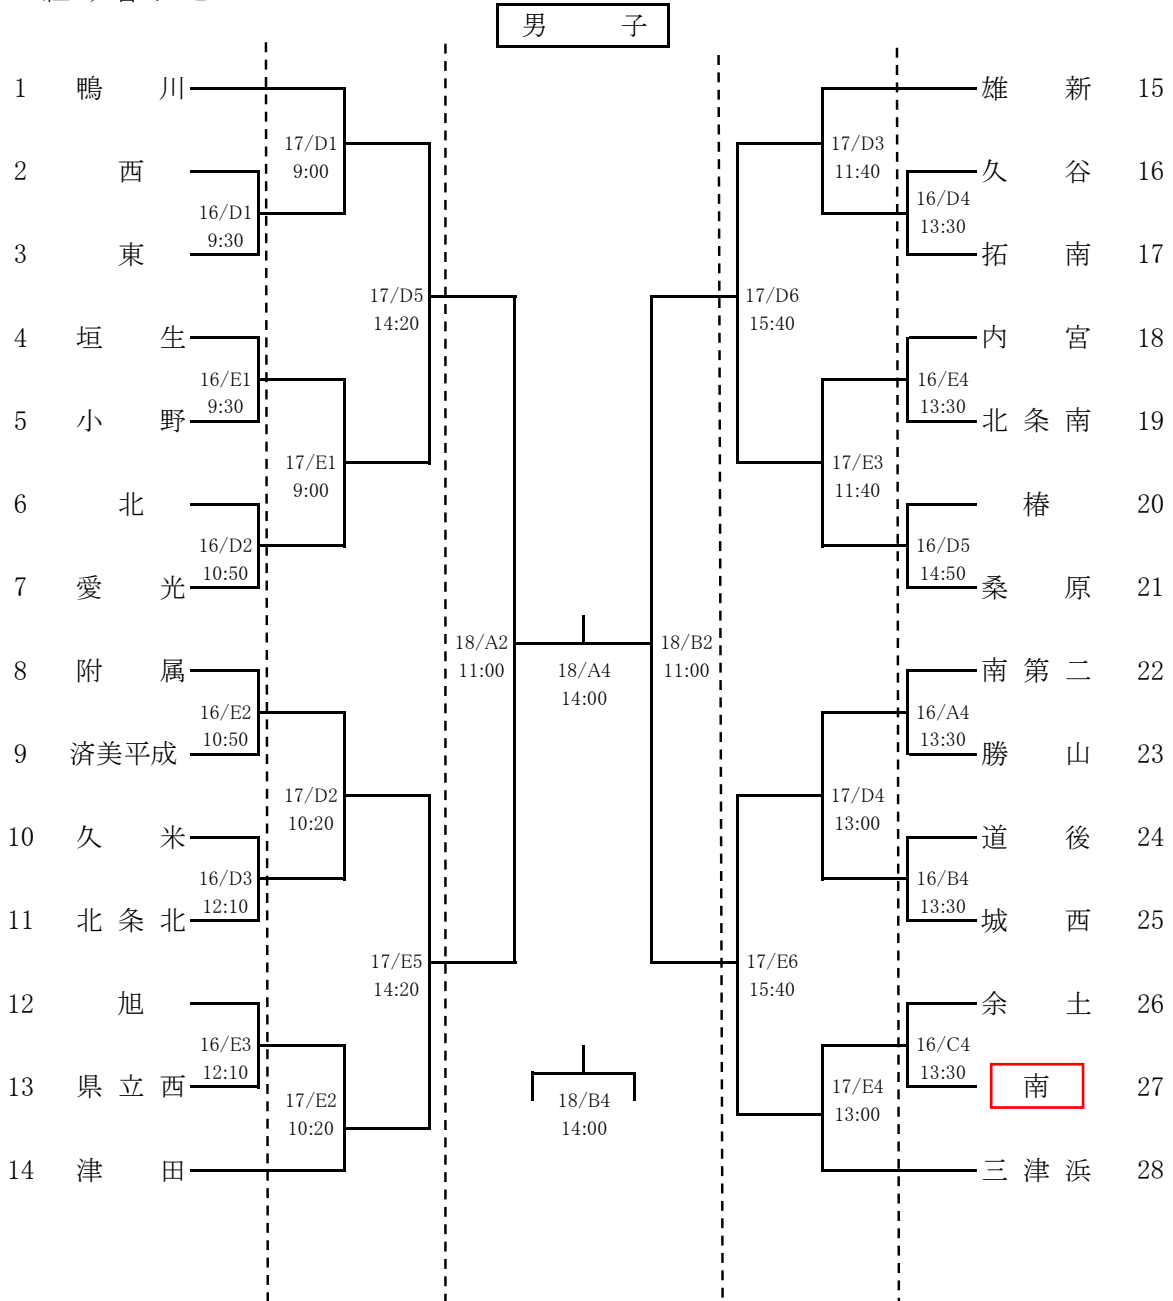 男 子
1 鴨 川
2 西
3 東
4 垣 生
5 小 野
6 北
7 愛 光
8 附 属
9 済美平成
10 久 米
11 北 条 北
12 旭
13 県 立 西
14 津 田
16/D1
9:30
16/E1
9:30
16/D2
10:50
16/E2
10:50
16/D3
12:10
16/E3
12:10
17/D1
9:00
17/E1
9:00
17/D2
10:20
17/E2
10:20
17/D5
14:20
17/E5
14:20
18/A2
11:00
18/A4
14:00
18/B4
14:00
18/B2
11:00
17/D6
15:40
17/E6
15:40
17/D3
11:40
17/E3
11:40
17/D4
13:00
17/E4
13:00
16/D4
13:30
16/E4
13:30
16/D5
14:50
16/A4
13:30
16/B4
13:30
16/C4
13:30
雄 新 15
久 谷 16
拓 南 17
内 宮 18
北 条 南 19
椿 20
桑 原 21
南 第 二 22
勝 山 23
道 後 24
城 西 25
余 土 26
南 27
三 津 浜 28